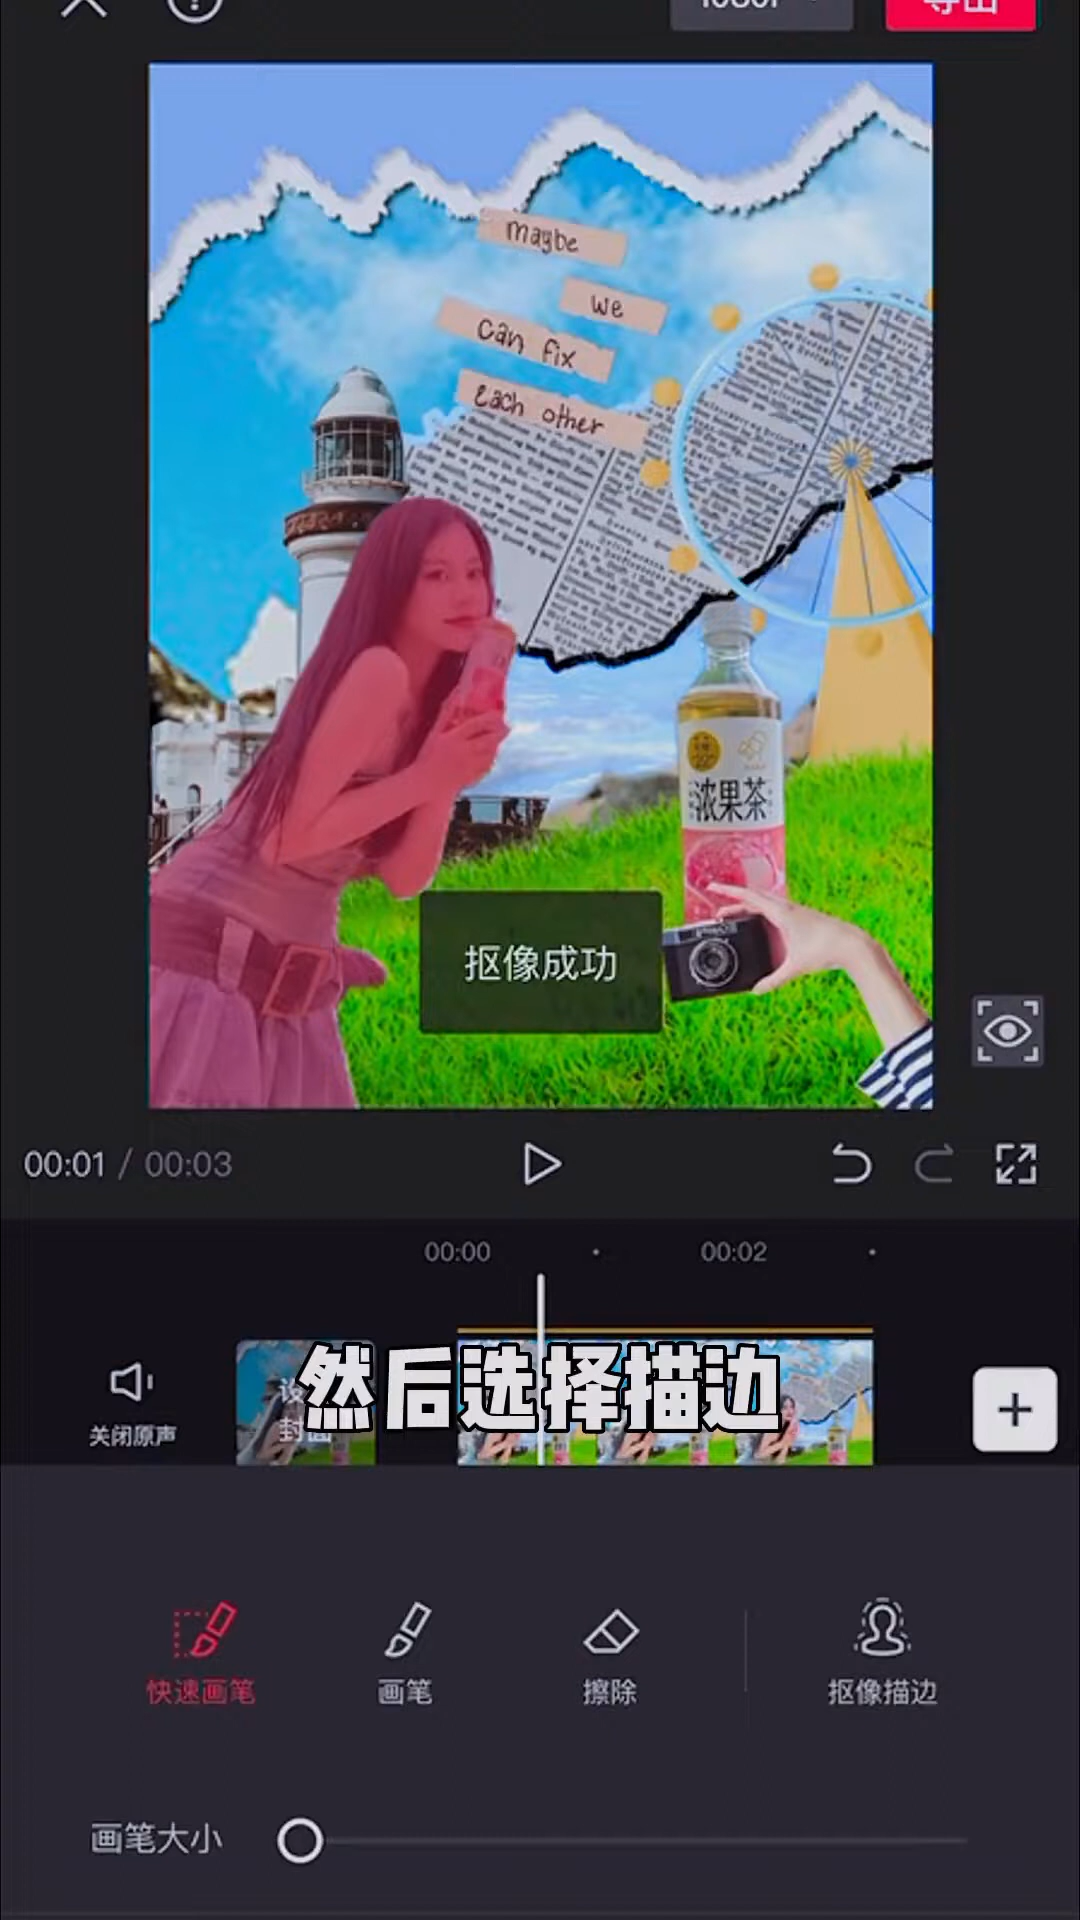 导出
maybe
we
can fix
each other
浓果茶
抠像成功
00:01 / 00:03
00:00
00:02
关闭原声
然后选择描边
快速画笔
画笔
擦除
抠像描边
画笔大小